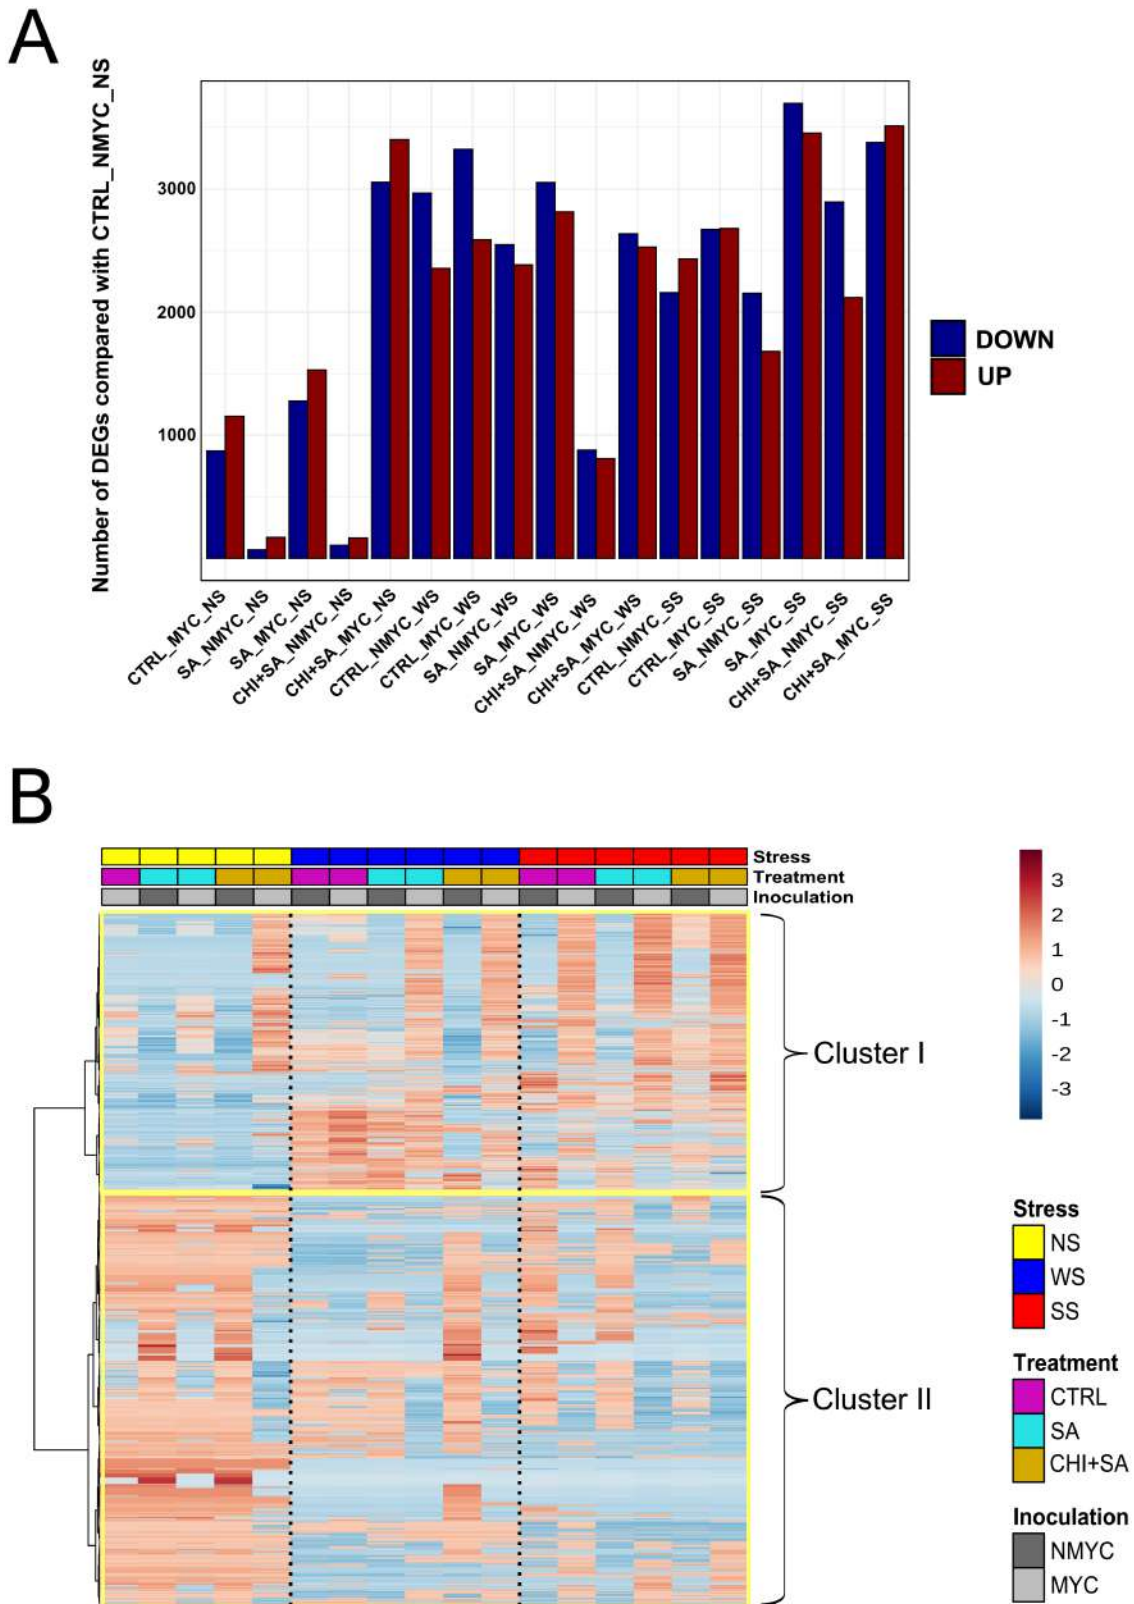 A
Number of DEGs compared with CTRL_NMYC_NS
3000
2000
1000
DOWN
UP
CTRL_MYC_NS
SA_NMYC_NS
SA_MYC_NS
CHI+SA_NMYC_NS
CHI+SA_MYC_NS
CTRL_NMYC_WS
CTRL_MYC_WS
SA_NMYC_WS
SA_MYC_WS
CHI+SA_NMYC_WS
CHI+SA_MYC_WS
CTRL_NMYC_SS
CTRL_MYC_SS
SA_NMYC_SS
SA_MYC_SS
CHI+SA_NMYC_SS
CHI+SA_MYC_SS
B
Stress
Treatment
Inoculation
3
2
1
0
-1
-2
-3
Cluster I
Cluster II
Stress
NS
WS
SS
Treatment
CTRL
SA
CHI+SA
Inoculation
NMYC
MYC